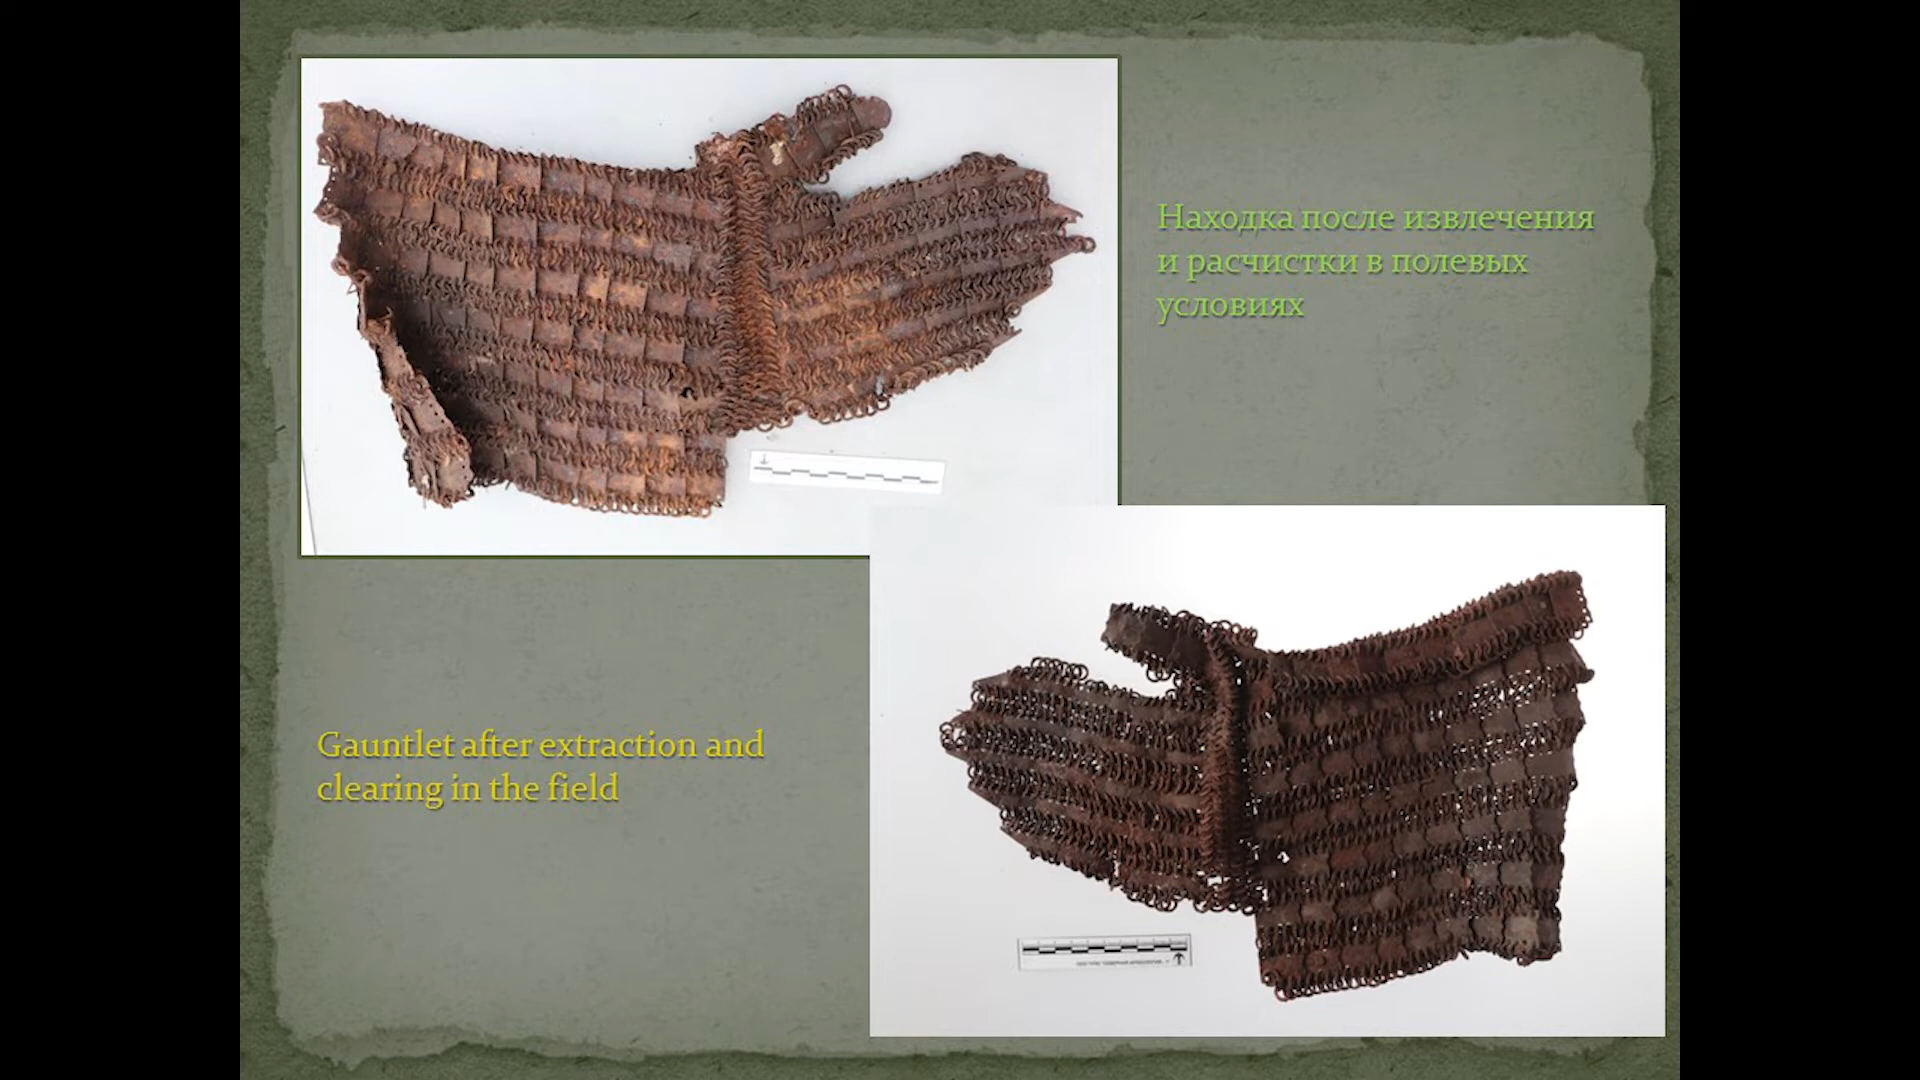 Находка после извлечения
и расчистки в полевых
условиях
Gauntlet after extraction and
clearing in the field